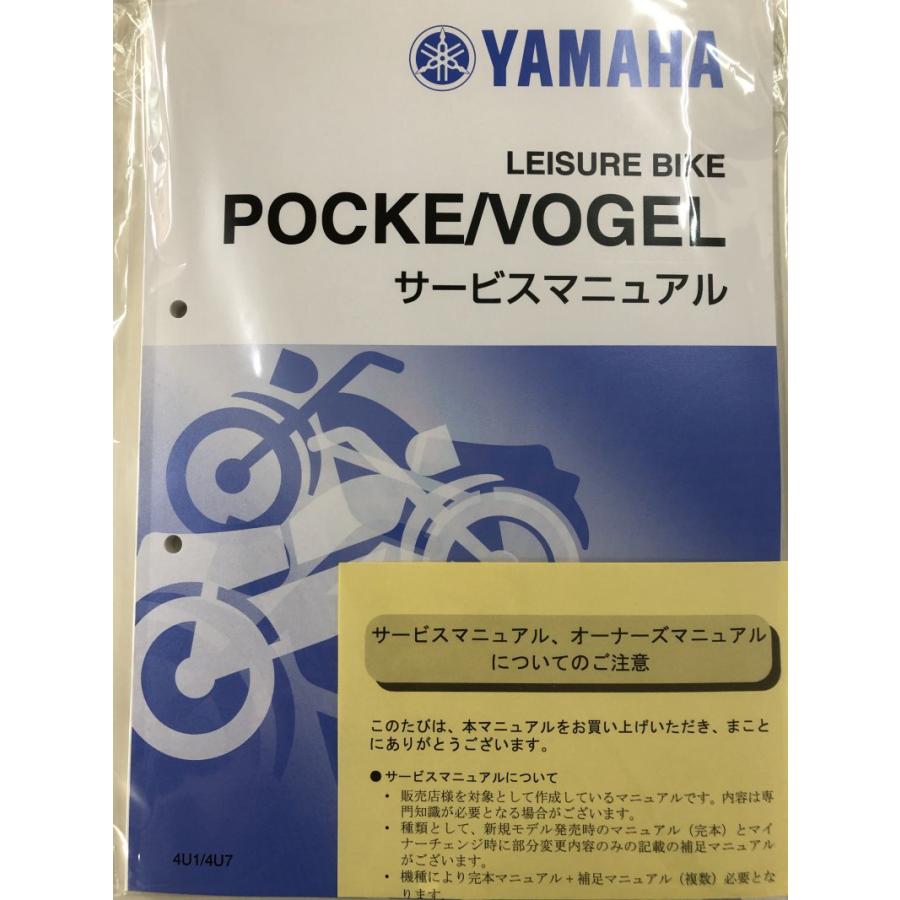 YAMAHA
LEISURE BIKE
POCKE/VOGEL
サービスマニュアル
サービスマニュアル、オーナーズマニュアル
についてのご注意
このたびは、本マニュアルをお買い上げいただき、まこと
にありがとうございます。
●サービスマニュアルについて
・販売店様を対象として作成しているマニュアルです。内容は専
門知識が必要となる場合がございます。
・種類として、新規モデル発売時のマニュアル（完本）とマイ
ナーチェンジ時に部分変更内容のみの記載の補足マニュアル
がございます。
・機種により完本マニュアル+補足マニュアル（複数）必要とな
ります。
4U1/4U7